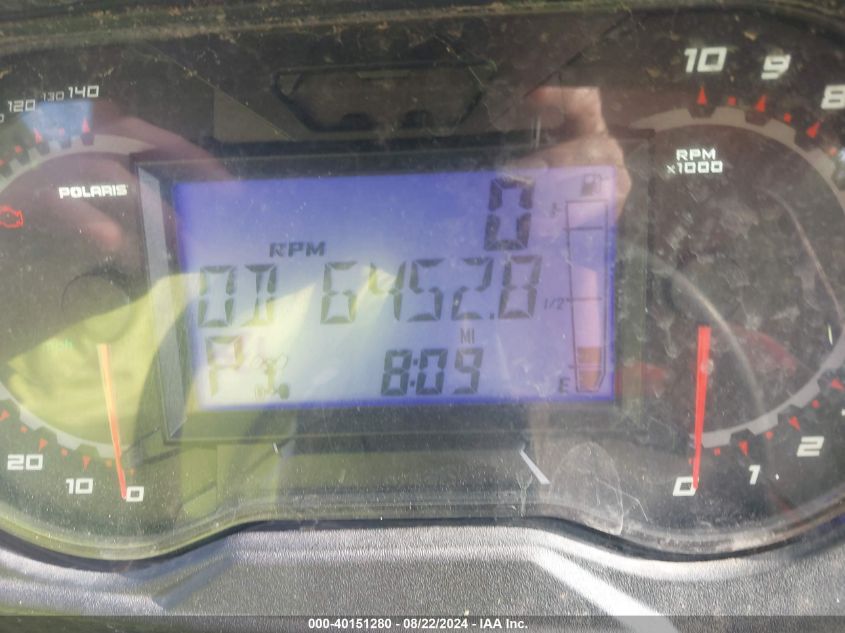 120 130 140
POLARIS
20
10
0
0
RPM
OD 6452.8
MI
P 8:09
F
1/2
E
10 9 8
RPM
x1000
2
1
0
000-40151280 - 08/22/2024 - IAA Inc.